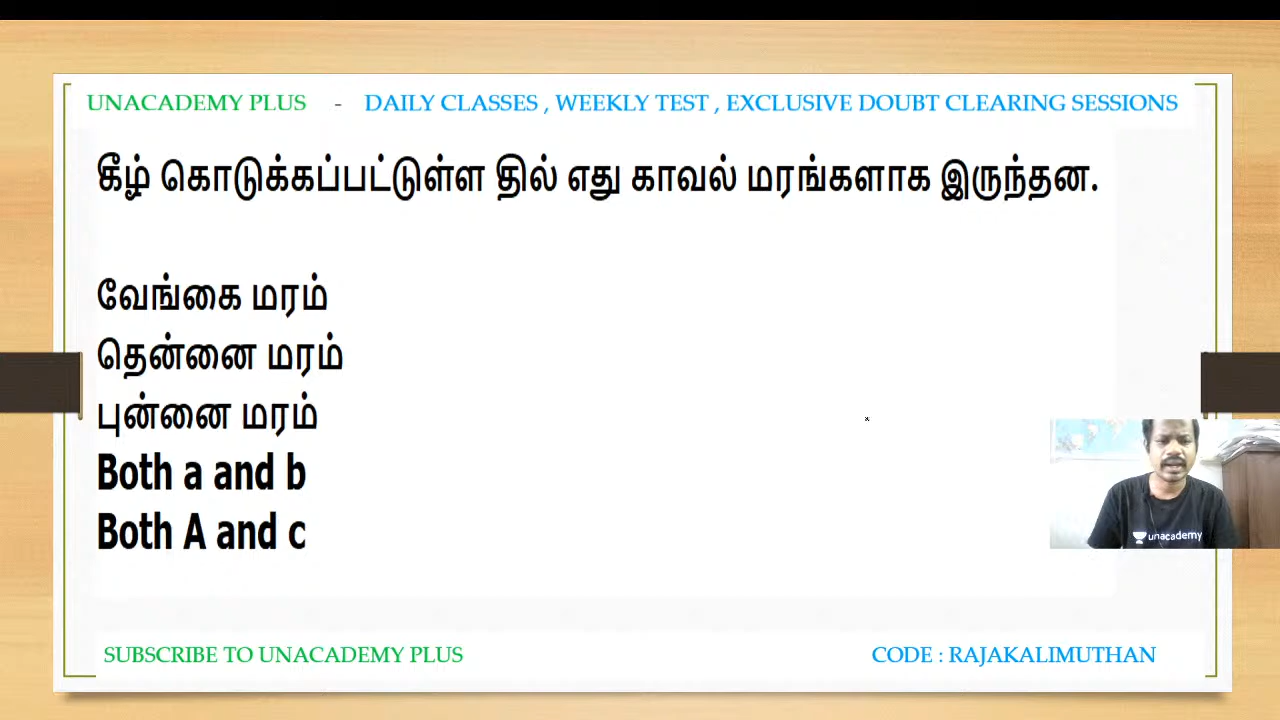 UNACADEMY PLUS - DAILY CLASSES , WEEKLY TEST , EXCLUSIVE DOUBT CLEARING SESSIONS
கீழ் கொடுக்கப்பட்டுள்ள தில் எது காவல் மரங்களாக இருந்தன.
வேங்கை மரம்
தென்னை மரம்
புன்னை மரம்
Both a and b
Both A and c
unacademy
SUBSCRIBE TO UNACADEMY PLUS CODE : RAJAKALIMUTHAN